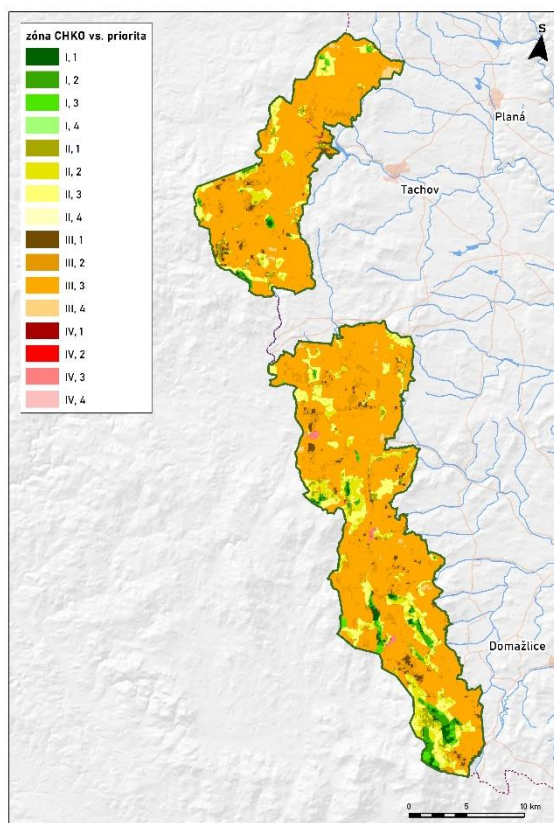 zóna CHKO vs. priorita
I, 1
I, 2
I, 3
I, 4
II, 1
II, 2
II, 3
II, 4
III, 1
III, 2
III, 3
III, 4
IV, 1
IV, 2
IV, 3
IV, 4
S
Planá
Tachov
Domažlice
0 5 10 km